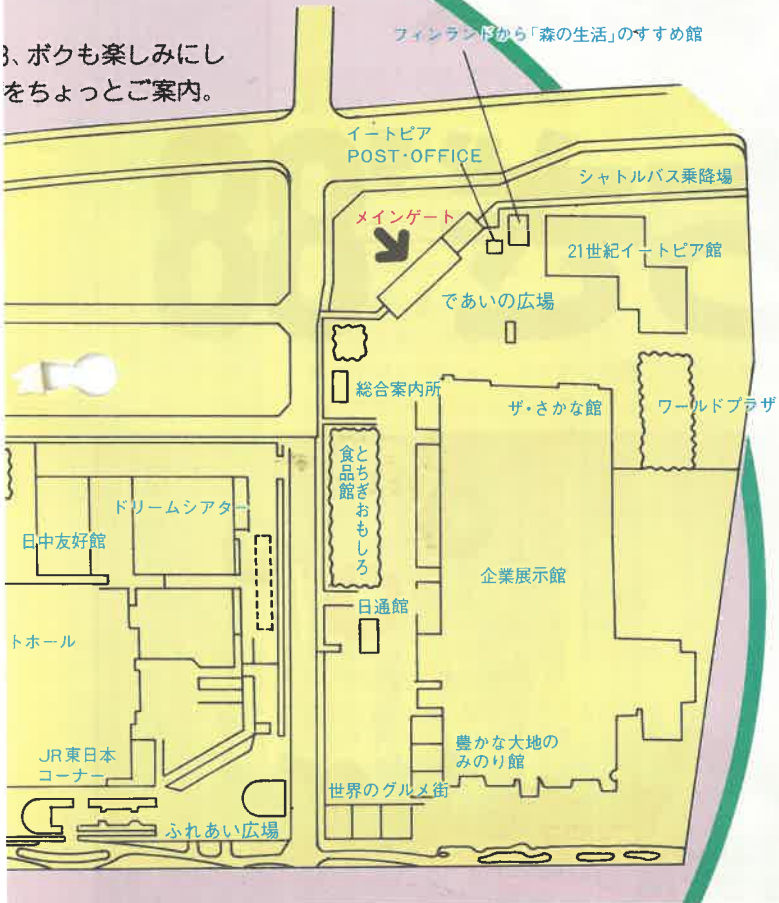 、ボクも楽しみにし
をちょっとご案内。
フィンランドから「森の生活」のすすめ館
イートピア
POST・OFFICE
シャトルバス乗降場
メインゲート
21世紀イートピア館
であいの広場
総合案内所
ザ・さかな館
ワールドプラザ
とちぎおもしろ
食品館
ドリームシアター
日中友好館
企業展示館
日通館
トホール
JR東日本
コーナー
豊かな大地の
みのり館
世界のグルメ街
ふれあい広場